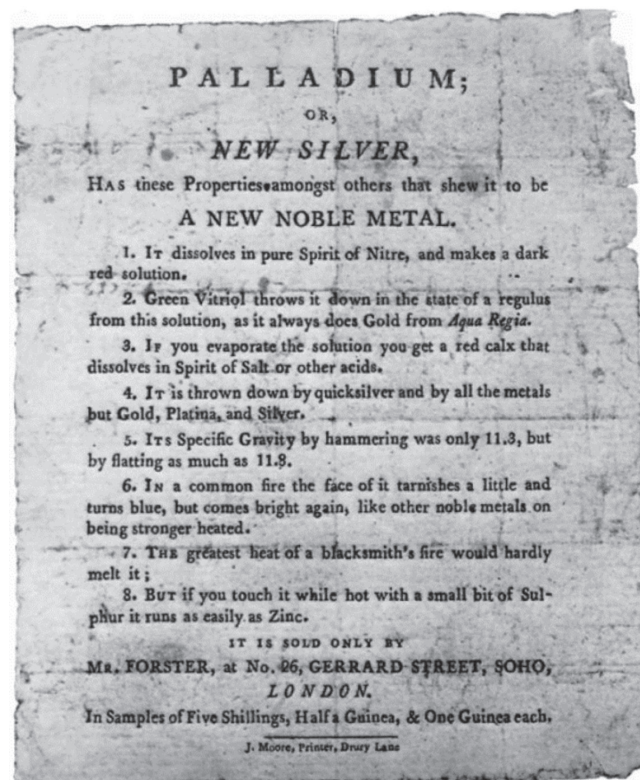 PALLADIUM;
OR,
NEW SILVER,
HAS these Properties amongst others that shew it to be
A NEW NOBLE METAL.
1. IT dissolves in pure Spirit of Nitre, and makes a dark
red solution.
2. Green Vitriol throws it down in the state of a regulus
from this solution, as it always does Gold from Aqua Regia.
3. IF you evaporate the solution you get a red calx that
dissolves in Spirit of Salt or other acids.
4. IT is thrown down by quicksilver and by all the metals
but Gold, Platina, and Silver.
5. ITS Specific Gravity by hammering was only 11.3, but
by flatting as much as 11.8.
6. IN a common fire the face of it tarnishes a little and
turns blue, but comes bright again, like other noble metals on
being stronger heated.
7. THE greatest heat of a blacksmith's fire would hardly
melt it;
8. BUT if you touch it while hot with a small bit of Sul-
phur it runs as easily as Zinc.
IT IS SOLD ONLY BY
MR. FORSTER, at No. 26, GERRARD STREET, SOHO,
LONDON.
In Samples of Five Shillings, Half a Guinea, & One Guinea each.
J. Moore, Printer, Drury Lane